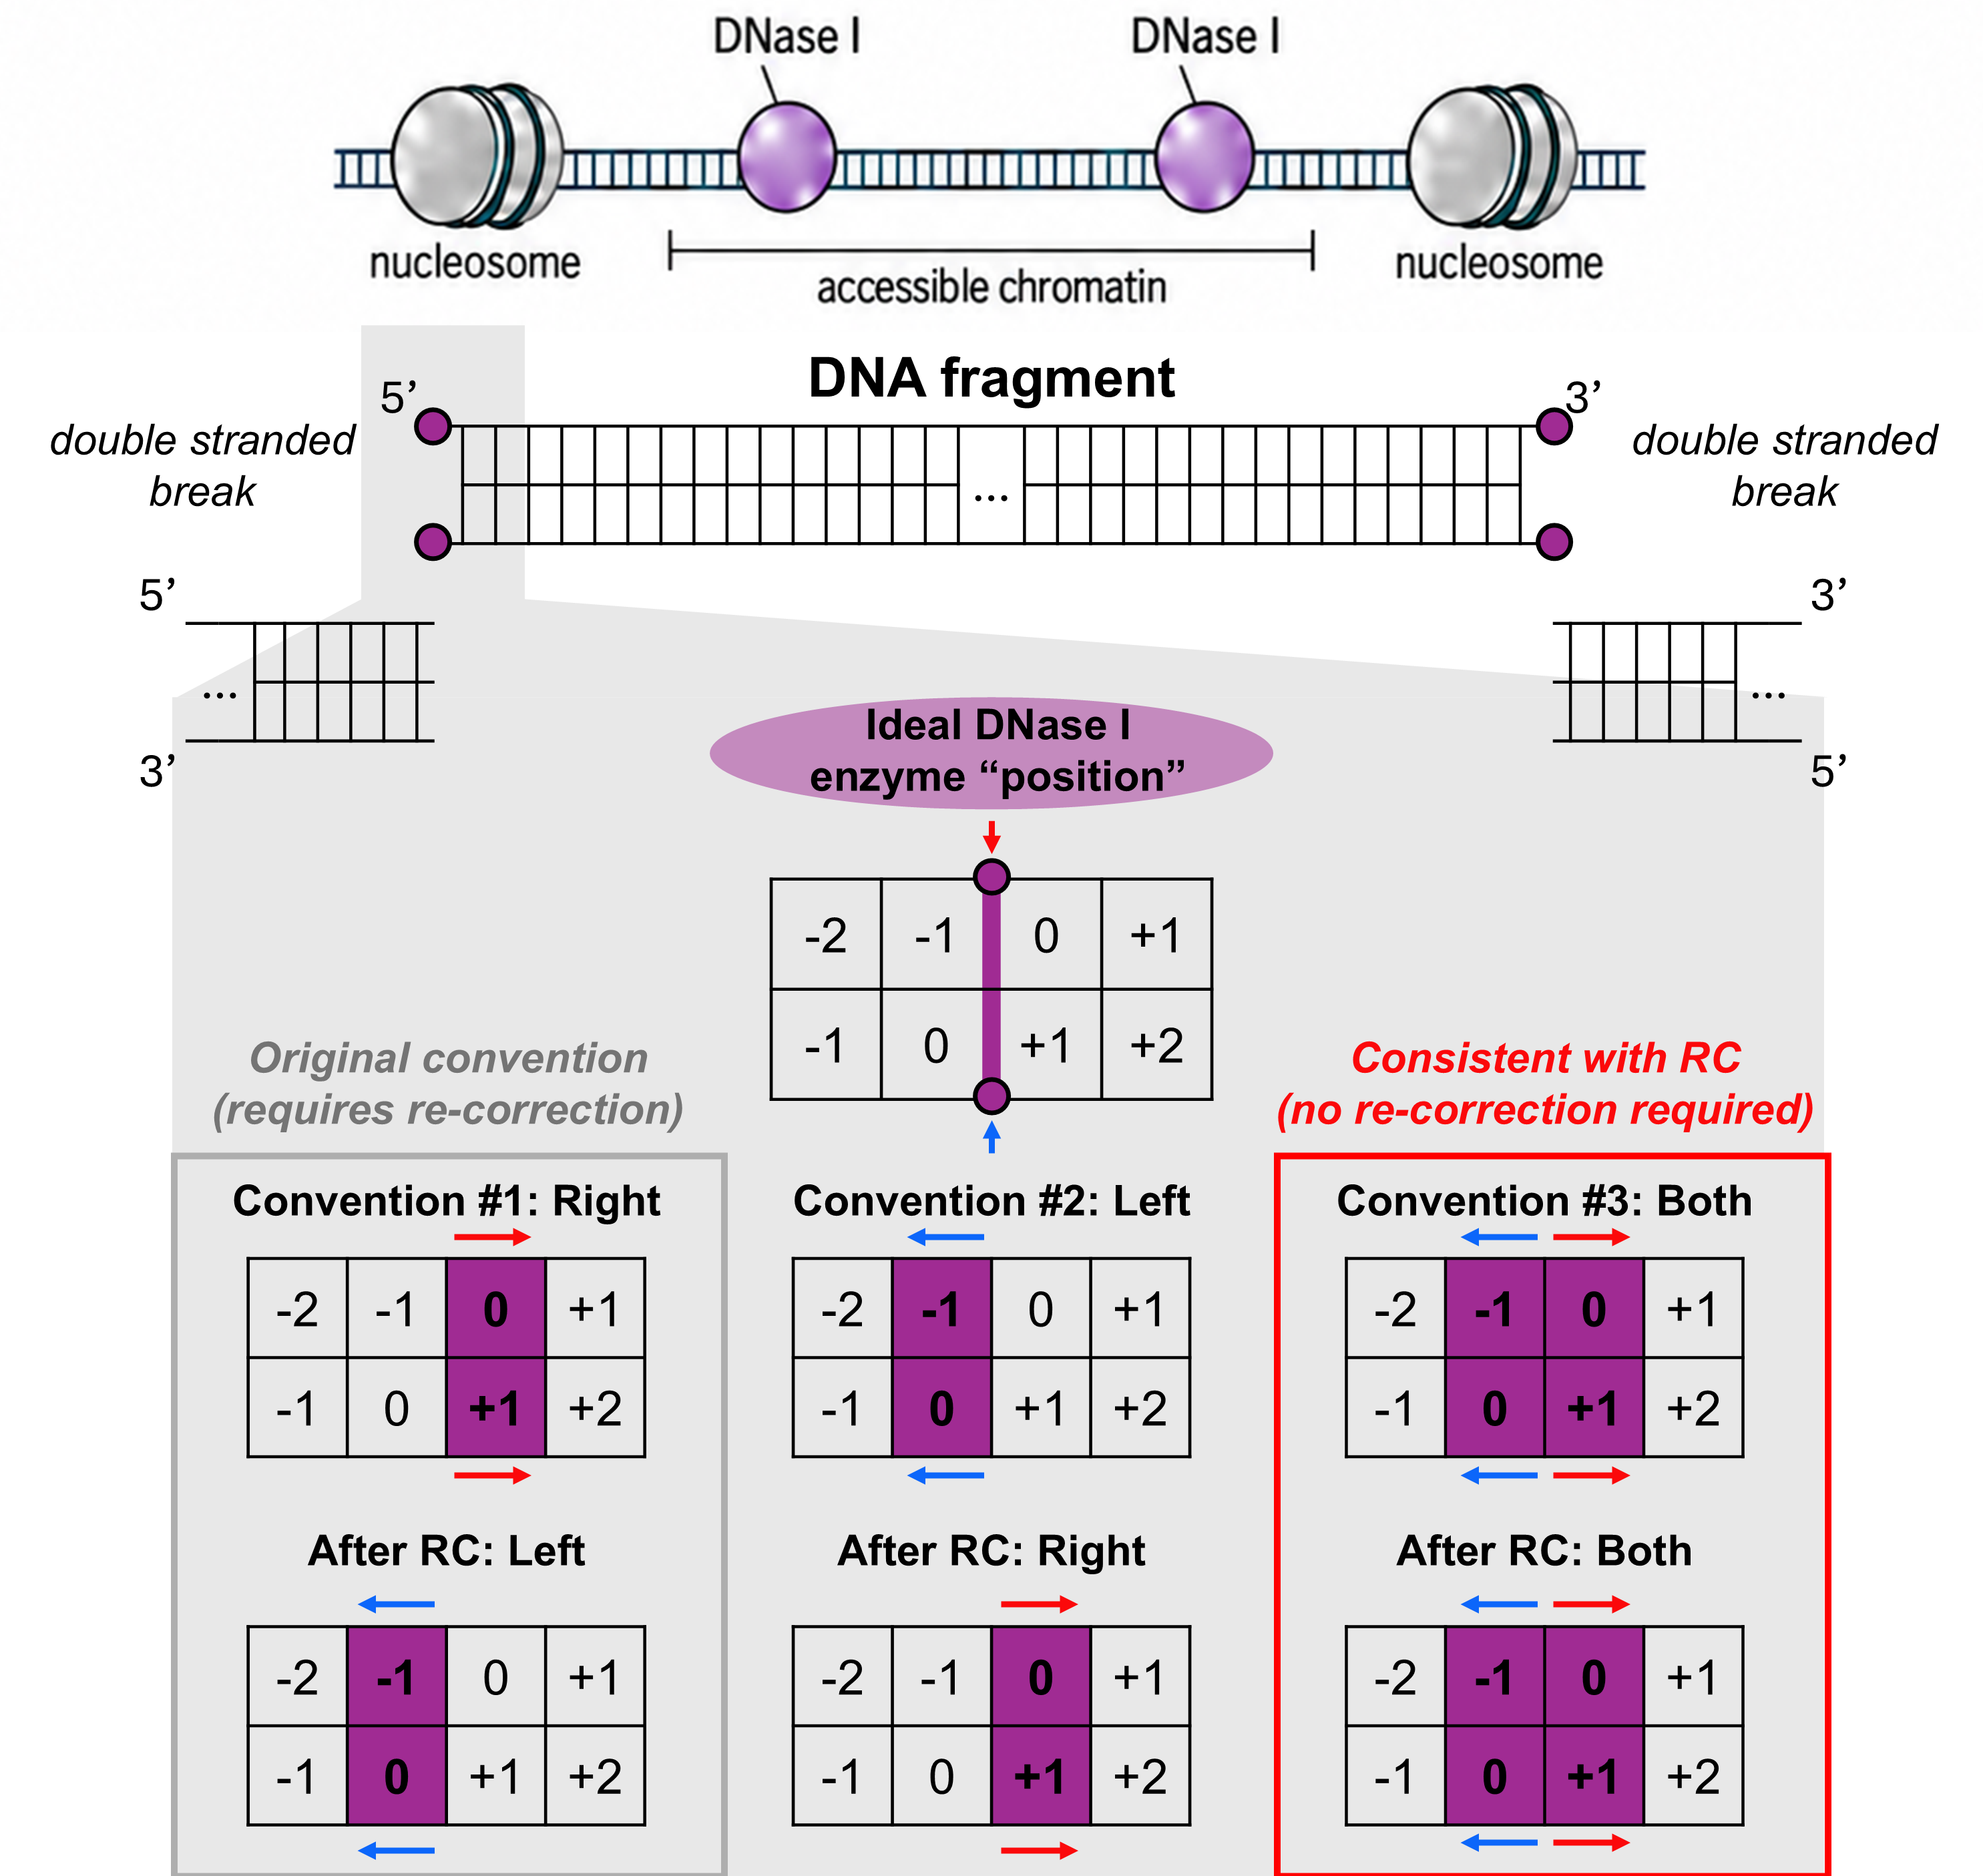 DNase I
DNase I
nucleosome
nucleosome
accessible chromatin
DNA fragment
5’
3’
double stranded
break
double stranded
break
...
5’
3’
...
...
3’
5’
Ideal DNase I
enzyme “position”
-2 -1 0 +1
-1 0 +1 +2
Original convention
(requires re-correction)
Consistent with RC
(no re-correction required)
Convention #1: Right
-2 -1 0 +1
-1 0 +1 +2
After RC: Left
-2 -1 0 +1
-1 0 +1 +2
Convention #2: Left
-2 -1 0 +1
-1 0 +1 +2
After RC: Right
-2 -1 0 +1
-1 0 +1 +2
Convention #3: Both
-2 -1 0 +1
-1 0 +1 +2
After RC: Both
-2 -1 0 +1
-1 0 +1 +2